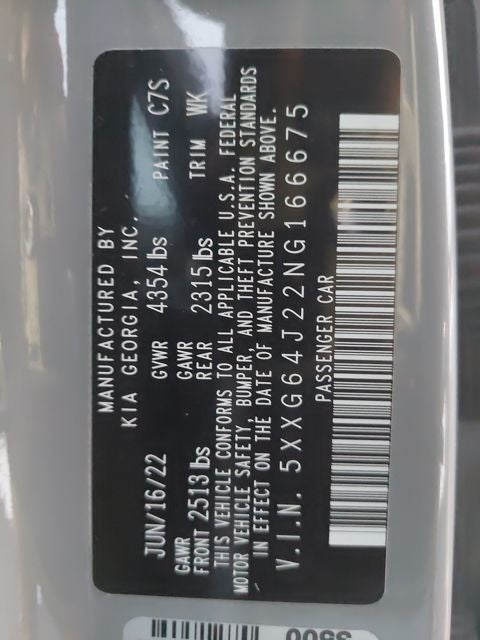 MANUFACTURED BY
KIA GEORGIA, INC.
JUN/16/22 GVWR 4354 lbs PAINT C7S
GAWR FRONT 2513 lbs GAWR REAR 2315 lbs TRIM WK
THIS VEHICLE CONFORMS TO ALL APPLICABLE U.S.A. FEDERAL
MOTOR VEHICLE SAFETY, BUMPER, AND THEFT PREVENTION STANDARDS
IN EFFECT ON THE DATE OF MANUFACTURE SHOWN ABOVE.
V.I.N. 5XXG64J22NG166675
PASSENGER CAR